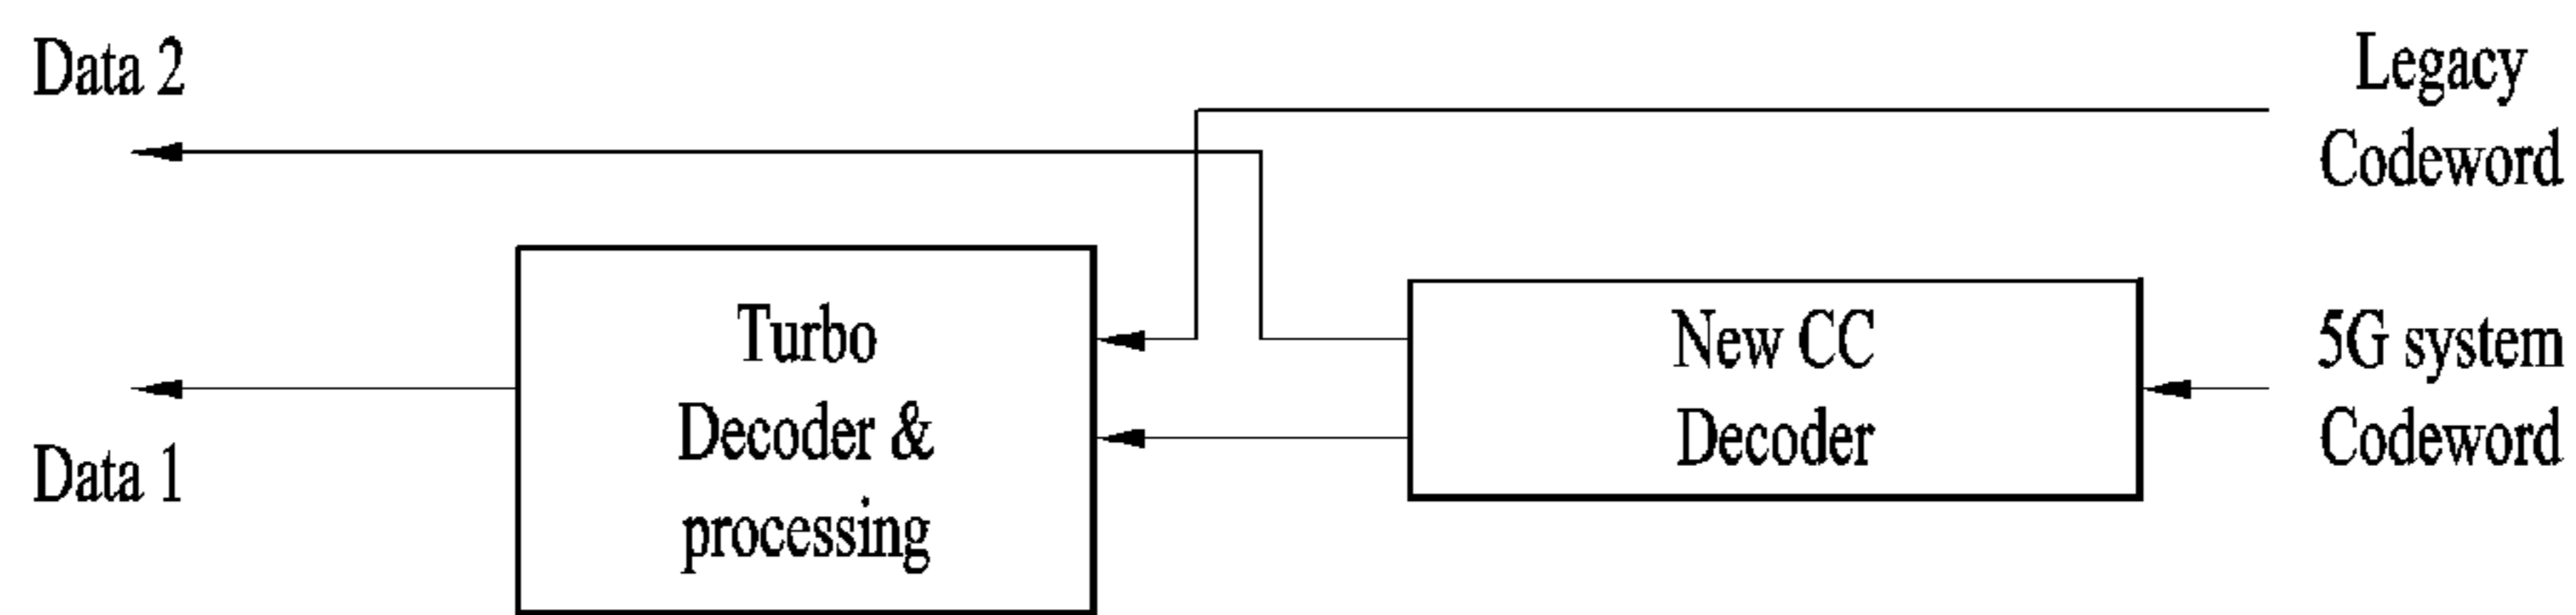 Data 2
Legacy
Codeword
Turbo
Decoder &
processing
New CC
Decoder
5G system
Codeword
Data 1